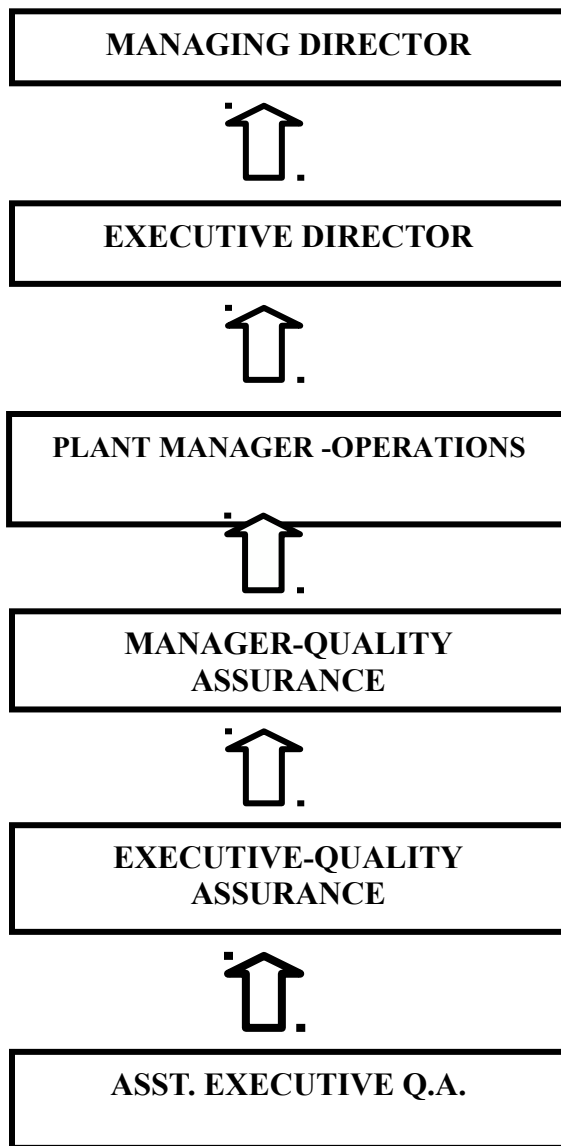 MANAGING DIRECTOR
EXECUTIVE DIRECTOR
PLANT MANAGER -OPERATIONS
MANAGER-QUALITY
ASSURANCE
EXECUTIVE-QUALITY
ASSURANCE
ASST. EXECUTIVE Q.A.